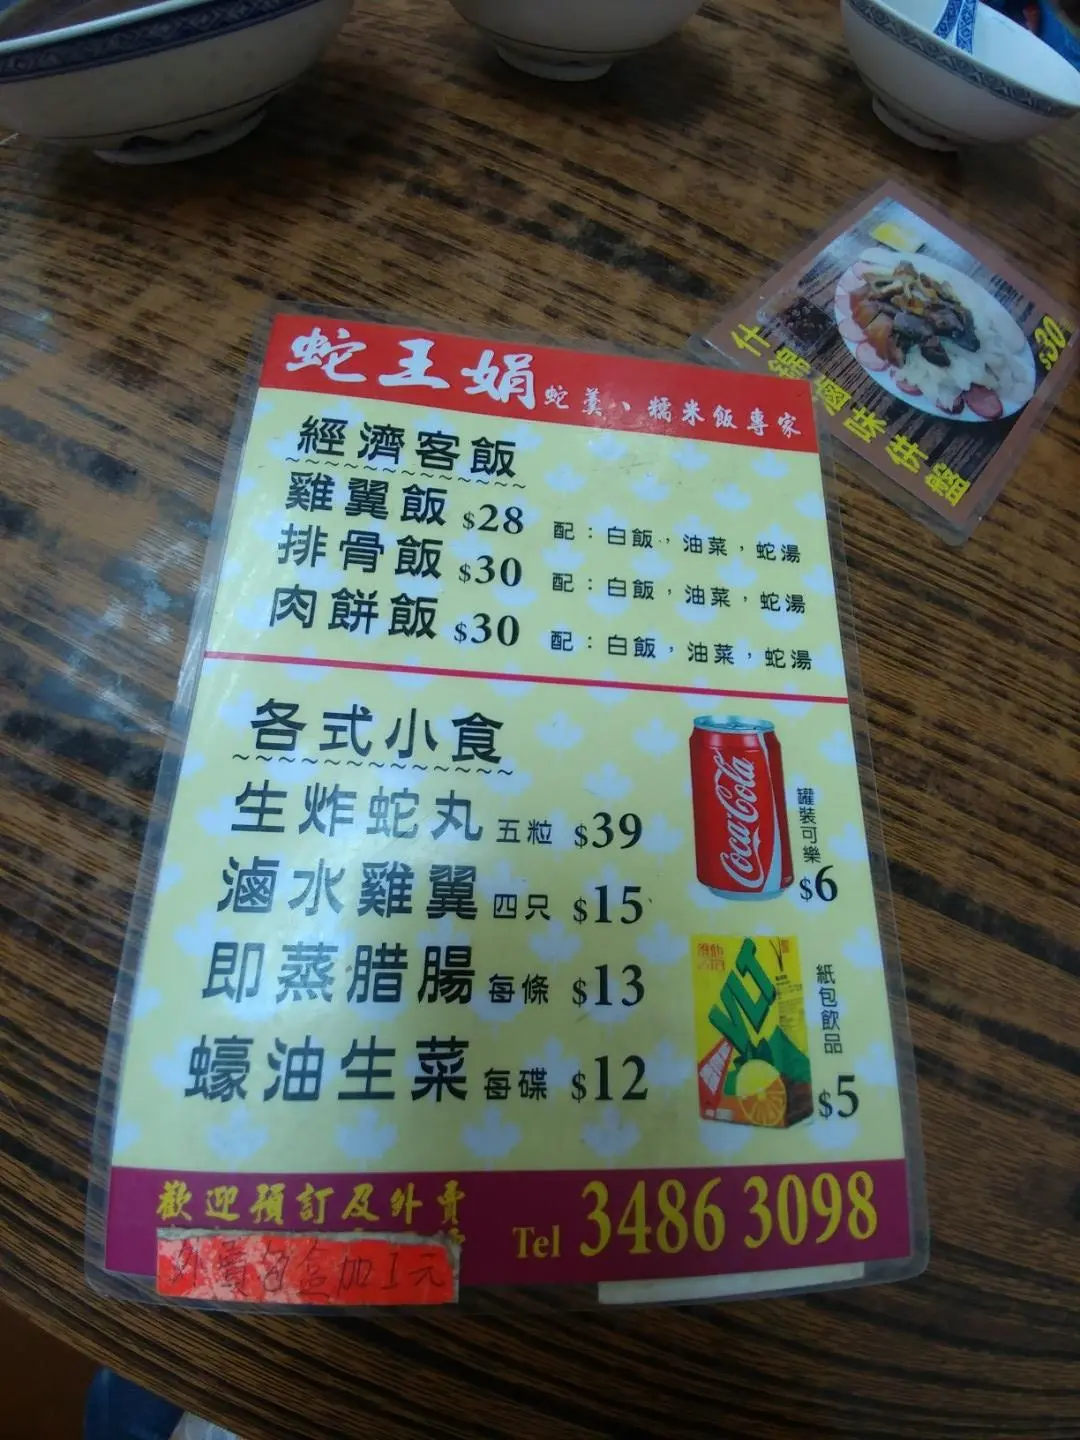 蛇王娟 蛇羹、糯米飯專家
經濟客飯
雞翼飯 $28 配：白飯，油菜，蛇湯
排骨飯 $30 配：白飯，油菜，蛇湯
肉餅飯 $30 配：白飯，油菜，蛇湯
各式小食
生炸蛇丸 五粒 $39
滷水雞翼 四只 $15
即蒸腊腸 每條 $13
蠔油生菜 每碟 $12
Coca-Cola
罐裝可樂
$6
VLT
紙包飲品
$5
歡迎預訂及外賣
Tel 3486 3098
外賣每盒加1元
什錦滷味併盤
$30